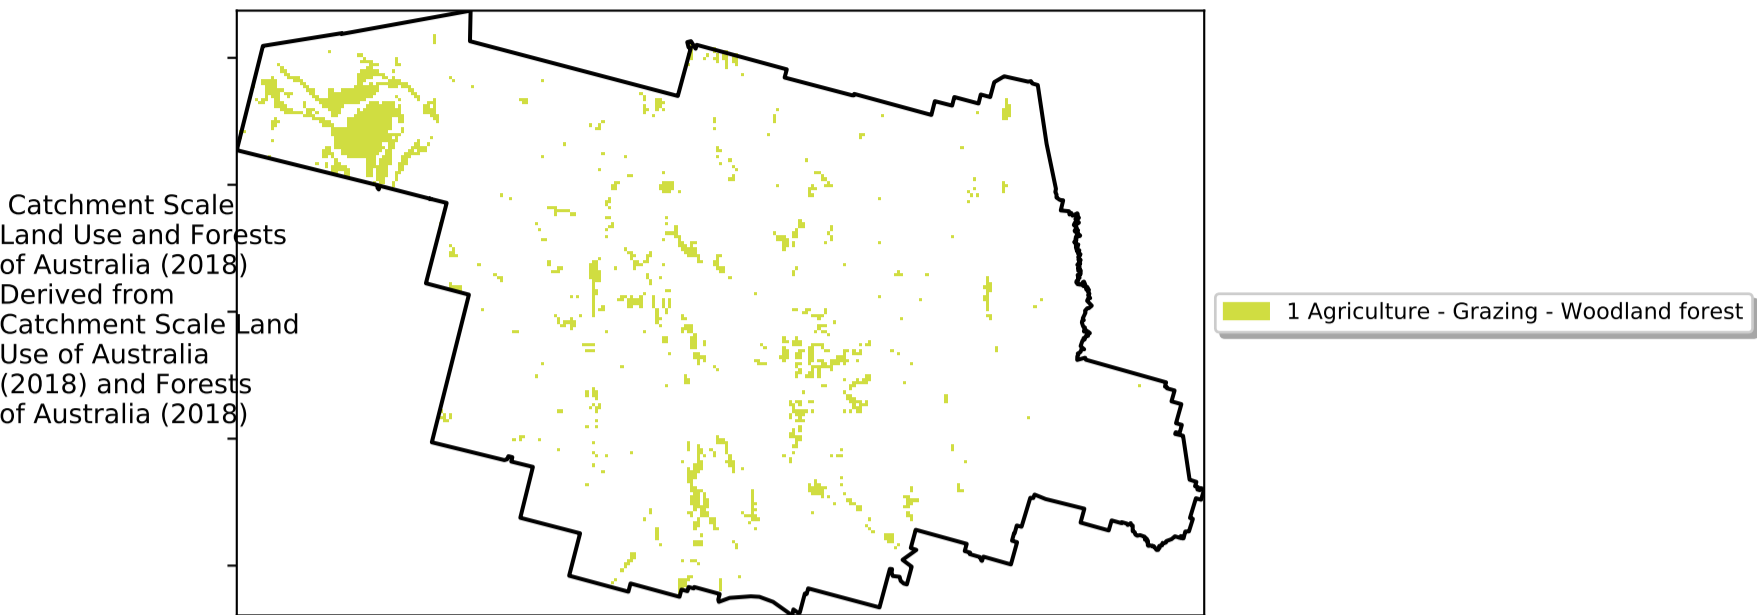 Catchment Scale
Land Use and Forests
of Australia (2018)
Derived from
Catchment Scale Land
Use of Australia
(2018) and Forests
of Australia (2018)
1 Agriculture - Grazing - Woodland forest